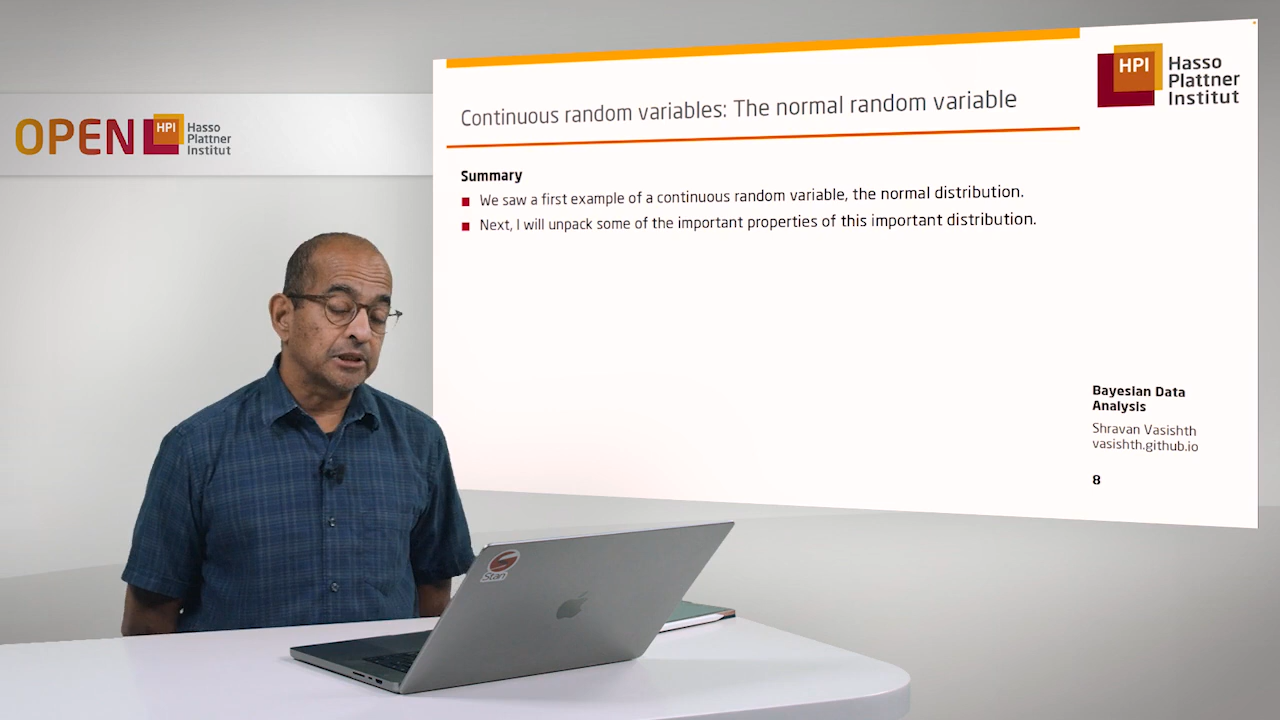 OPEN HPI Hasso
Plattner
Institut
Continuous random variables: The normal random variable
HPI Hasso
Plattner
Institut
Summary
We saw a first example of a continuous random variable, the normal distribution.
Next, I will unpack some of the important properties of this important distribution.
Bayesian Data
Analysis
Shravan Vasishth
vasishth.github.io
8
Stan